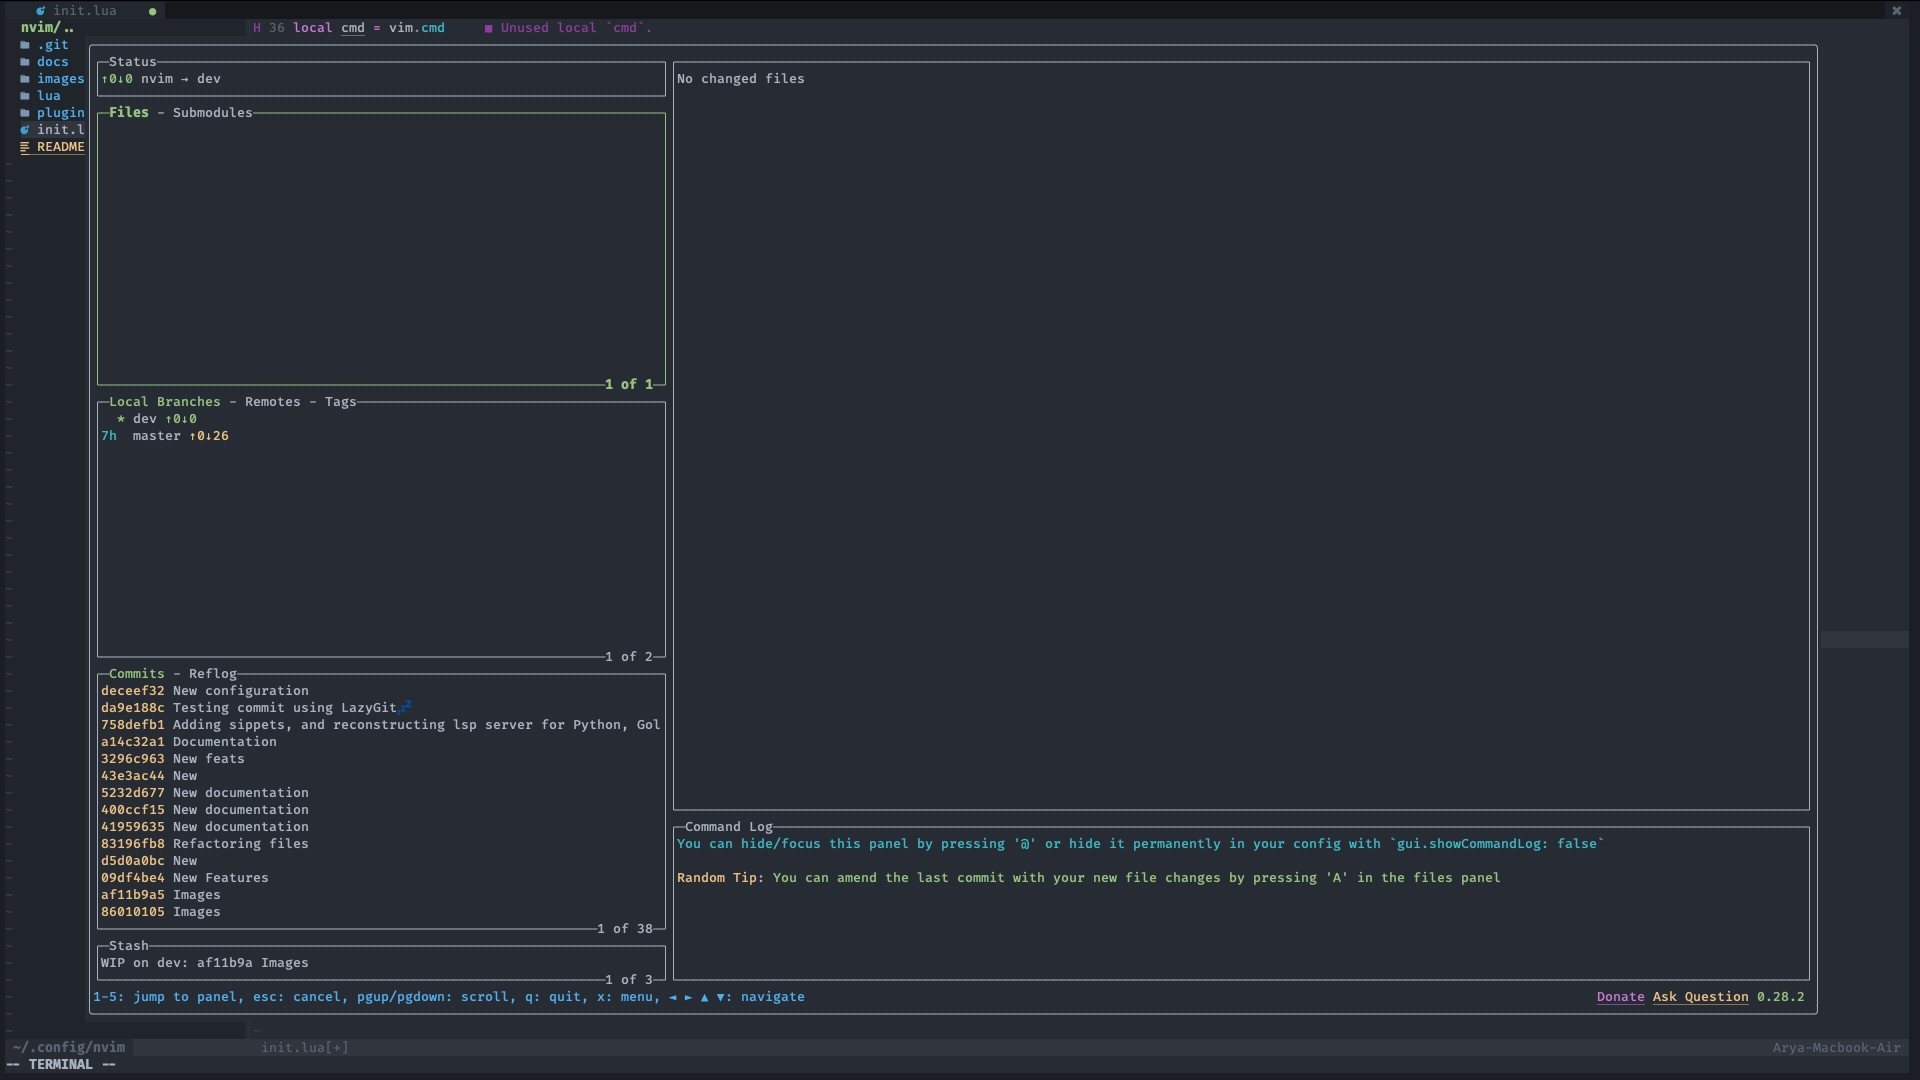 init.lua ● ✖
nvim/..
H 36 local cmd = vim.cmd ■ Unused local `cmd`.
.git
docs
images
lua
plugin
init.l
README
Status
↑0↓0 nvim → dev
Files - Submodules
1 of 1
Local Branches - Remotes - Tags
* dev ↑0↓0
7h master ↑0↓26
1 of 2
Commits - Reflog
deceef32 New configuration
da9e188c Testing commit using LazyGit💤
758defb1 Adding sippets, and reconstructing lsp server for Python, Gol
a14c32a1 Documentation
3296c963 New feats
43e3ac44 New
5232d677 New documentation
400ccf15 New documentation
41959635 New documentation
83196fb8 Refactoring files
d5d0a0bc New
09df4be4 New Features
af11b9a5 Images
86010105 Images
1 of 38
Stash
WIP on dev: af11b9a Images
1 of 3
No changed files
Command Log
You can hide/focus this panel by pressing '@' or hide it permanently in your config with `gui.showCommandLog: false`
Random Tip: You can amend the last commit with your new file changes by pressing 'A' in the files panel
1-5: jump to panel, esc: cancel, pgup/pgdown: scroll, q: quit, x: menu, ◄ ► ▲ ▼: navigate
Donate Ask Question 0.28.2
~/.config/nvim init.lua[+] Arya-Macbook-Air
-- TERMINAL --